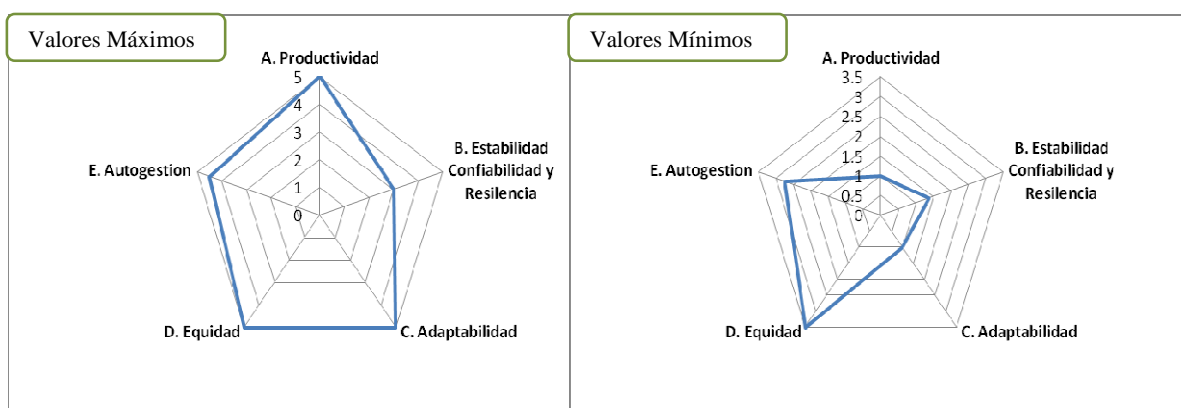 Valores Máximos
A. Productividad
5
4
3
2
1
0
B. Estabilidad
Confiabilidad y
Resilencia
E. Autogestion
D. Equidad
C. Adaptabilidad
Valores Mínimos
A. Productividad
3.5
3
2.5
2
1.5
1
0.5
0
B. Estabilidad
Confiabilidad y
Resilencia
E. Autogestion
D. Equidad
C. Adaptabilidad